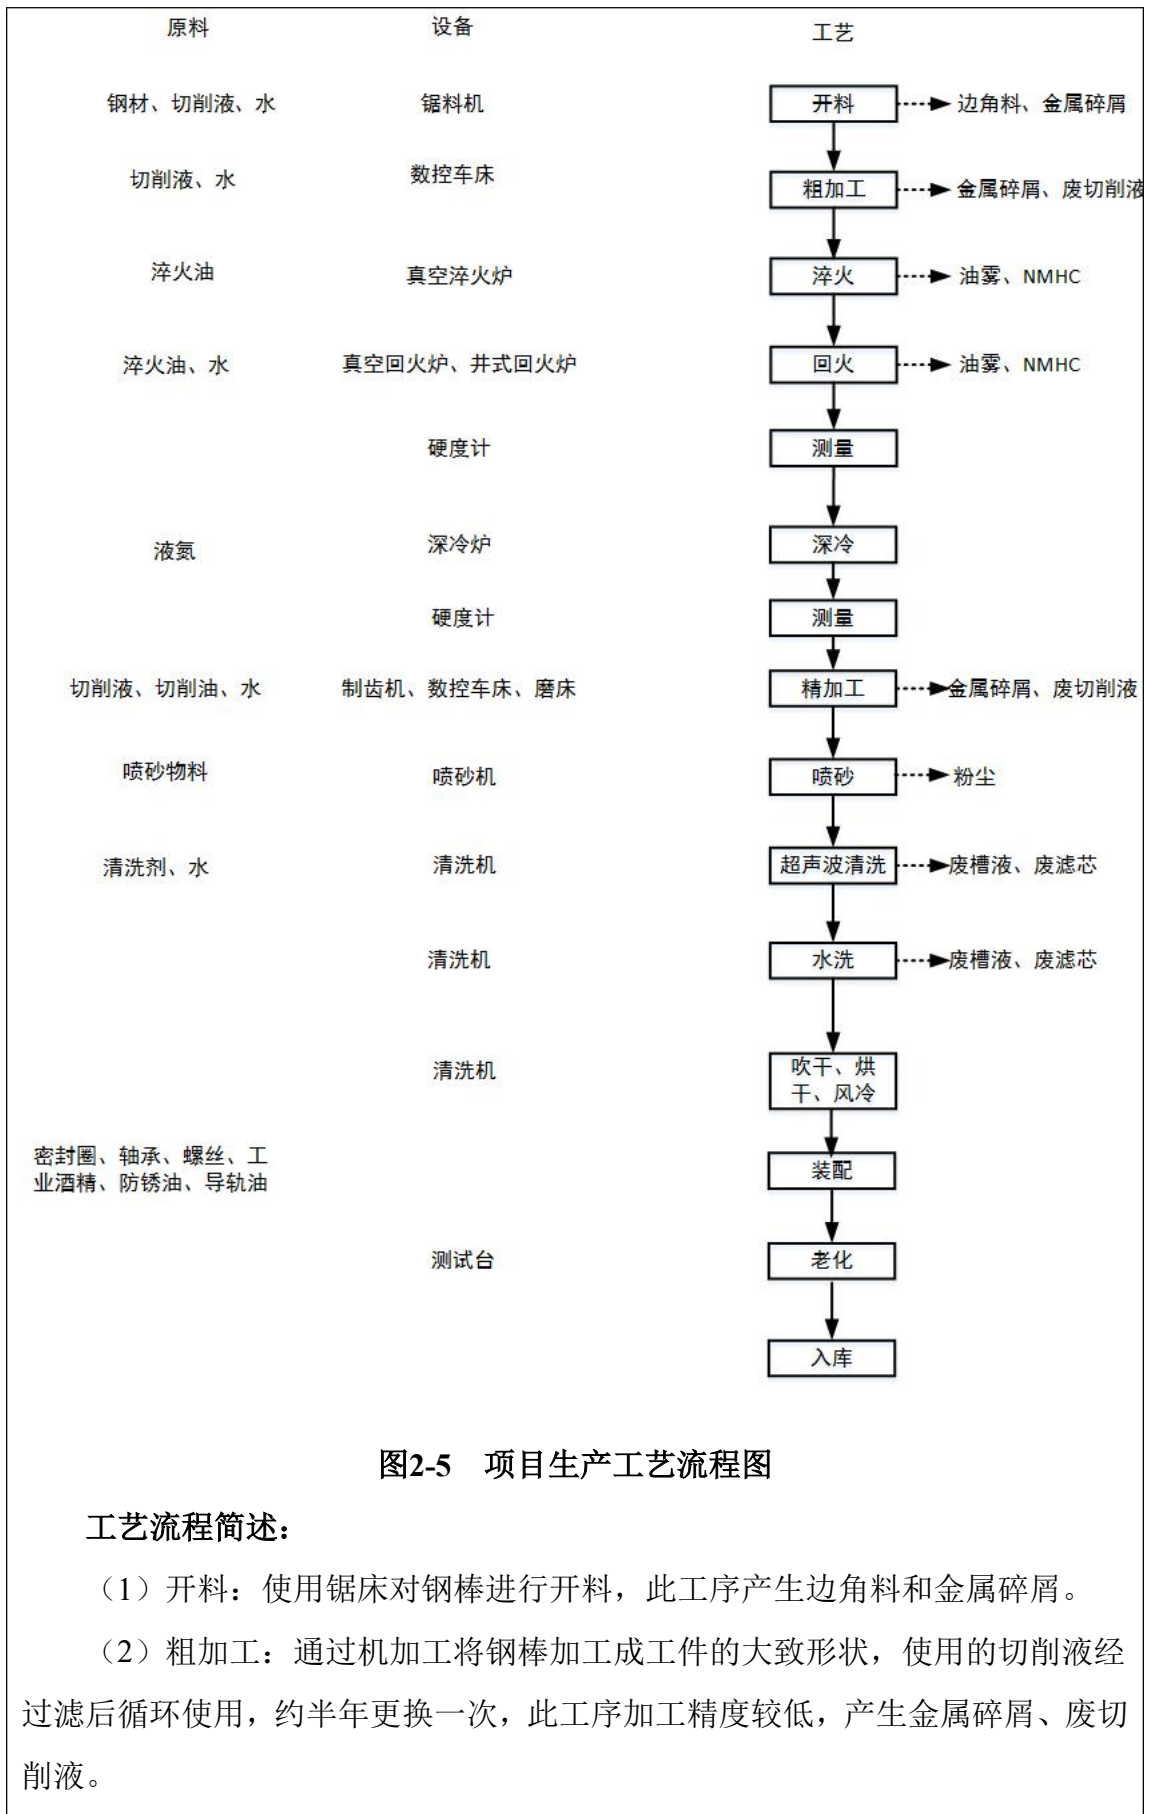 原料 设备 工艺
钢材、切削液、水 锯料机 开料 边角料、金属碎屑
切削液、水 数控车床 粗加工 金属碎屑、废切削液
淬火油 真空淬火炉 淬火 油雾、NMHC
淬火油、水 真空回火炉、井式回火炉 回火 油雾、NMHC
硬度计 测量
液氮 深冷炉 深冷
硬度计 测量
切削液、切削油、水 制齿机、数控车床、磨床 精加工 金属碎屑、废切削液
喷砂物料 喷砂机 喷砂 粉尘
清洗剂、水 清洗机 超声波清洗 废槽液、废滤芯
清洗机 水洗 废槽液、废滤芯
清洗机 吹干、烘
干、风冷
密封圈、轴承、螺丝、工
业酒精、防锈油、导轨油
装配
测试台 老化
入库
图2-5 项目生产工艺流程图
工艺流程简述：
（1）开料：使用锯床对钢棒进行开料，此工序产生边角料和金属碎屑。
（2）粗加工：通过机加工将钢棒加工成工件的大致形状，使用的切削液经
过滤后循环使用，约半年更换一次，此工序加工精度较低，产生金属碎屑、废切
削液。